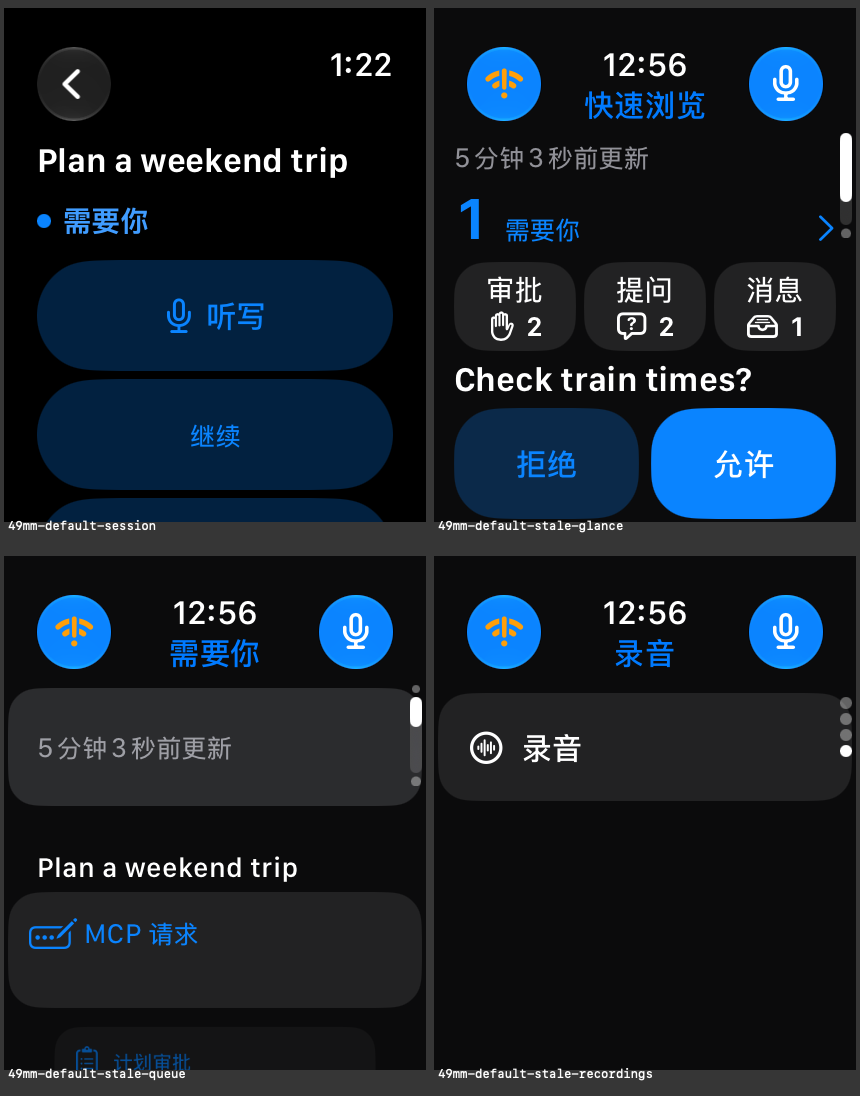 1:22
Plan a weekend trip
需要你
听写
继续
49mm-default-session
12:56
快速浏览
5分钟3秒前更新
1 需要你
审批 提问 消息
2 2 1
Check train times?
拒绝 允许
49mm-default-stale-glance
12:56
需要你
5分钟3秒前更新
Plan a weekend trip
MCP 请求
计划审批
49mm-default-stale-queue
12:56
录音
录音
49mm-default-stale-recordings